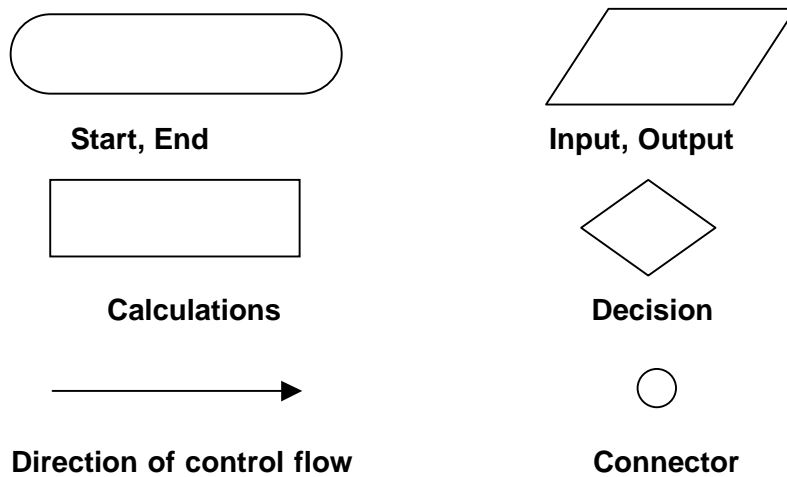 Start, End
Input, Output
Calculations
Decision
Direction of control flow
Connector